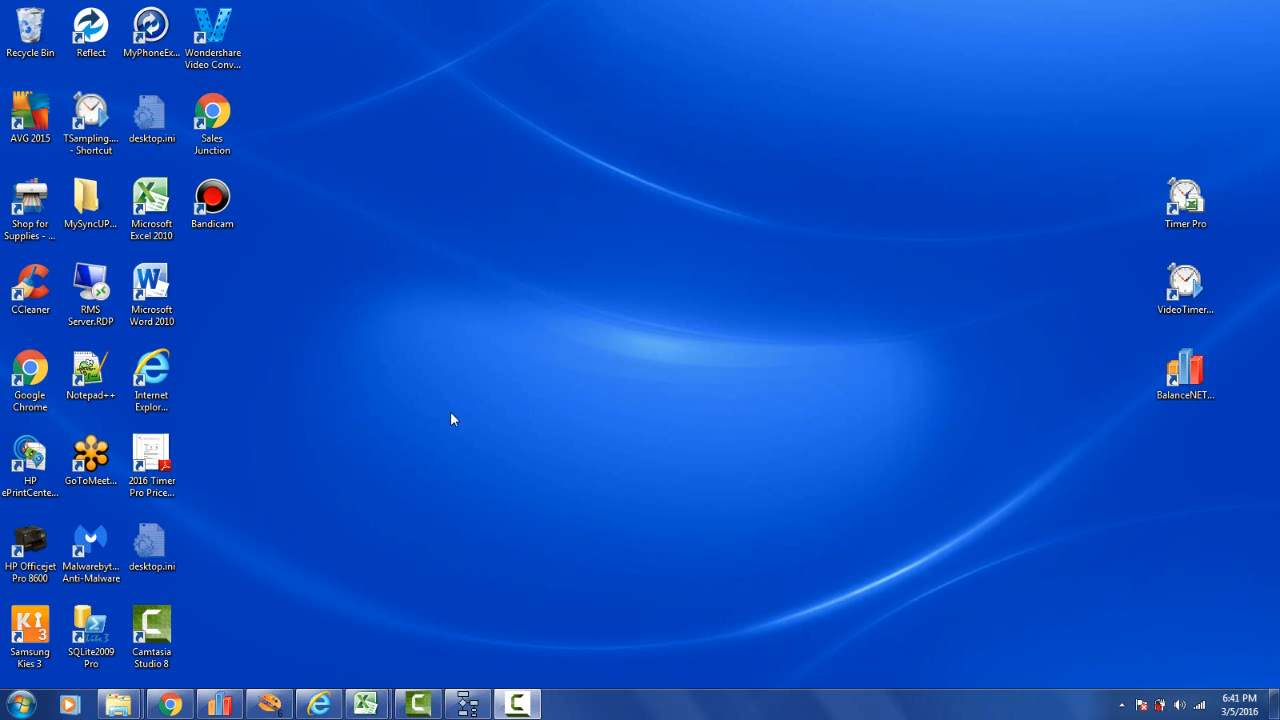 Recycle Bin
Reflect
MyPhoneEx...
Wondershare
Video Conv...
AVG 2015
TSampling....
- Shortcut
desktop.ini
Sales
Junction
Shop for
Supplies - ...
MySyncUP...
Microsoft
Excel 2010
Bandicam
CCleaner
RMS
Server.RDP
Microsoft
Word 2010
Google
Chrome
Notepad++
Internet
Explor...
HP
ePrintCente...
GoToMeet...
2016 Timer
Pro Price...
HP Officejet
Pro 8600
Malwarebyt...
Anti-Malware
desktop.ini
Samsung
Kies 3
SQLite2009
Pro
Camtasia
Studio 8
Timer Pro
VideoTimer...
BalanceNET...
6:41 PM
3/5/2016